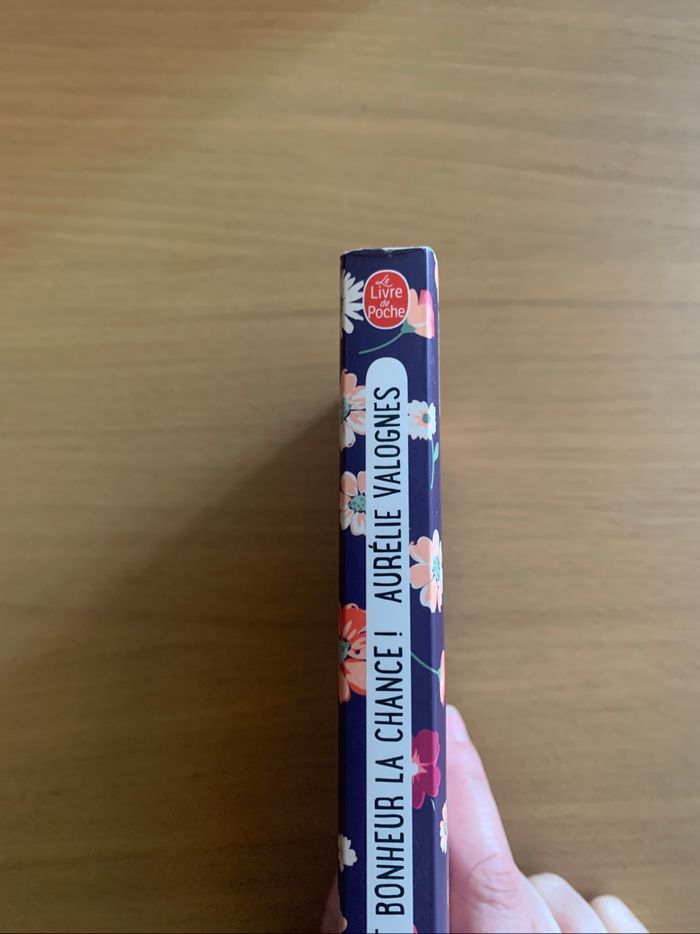 Le
Livre
de
Poche
BONHEUR LA CHANCE ! AURÉLIE VALOGNES